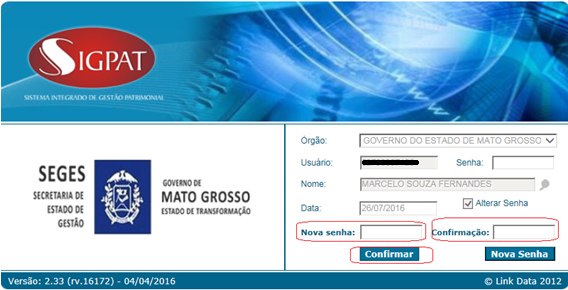 SIGPAT
SISTEMA INTEGRADO DE GESTÃO PATRIMONIAL
SEGES
SECRETARIA
DE
ESTADO DE
GESTÃO
GOVERNO DE
MATO GROSSO
ESTADO DE TRANSFORMAÇÃO
Órgão: GOVERNO DO ESTADO DE MATO GROSSO
Usuário: Senha:
Nome: MARCELO SOUZA FERNANDES
Data: 26/07/2016 Alterar Senha
Nova senha: Confirmação:
Confirmar Nova Senha
Versão: 2.33 (rv.16172) - 04/04/2016 © Link Data 2012